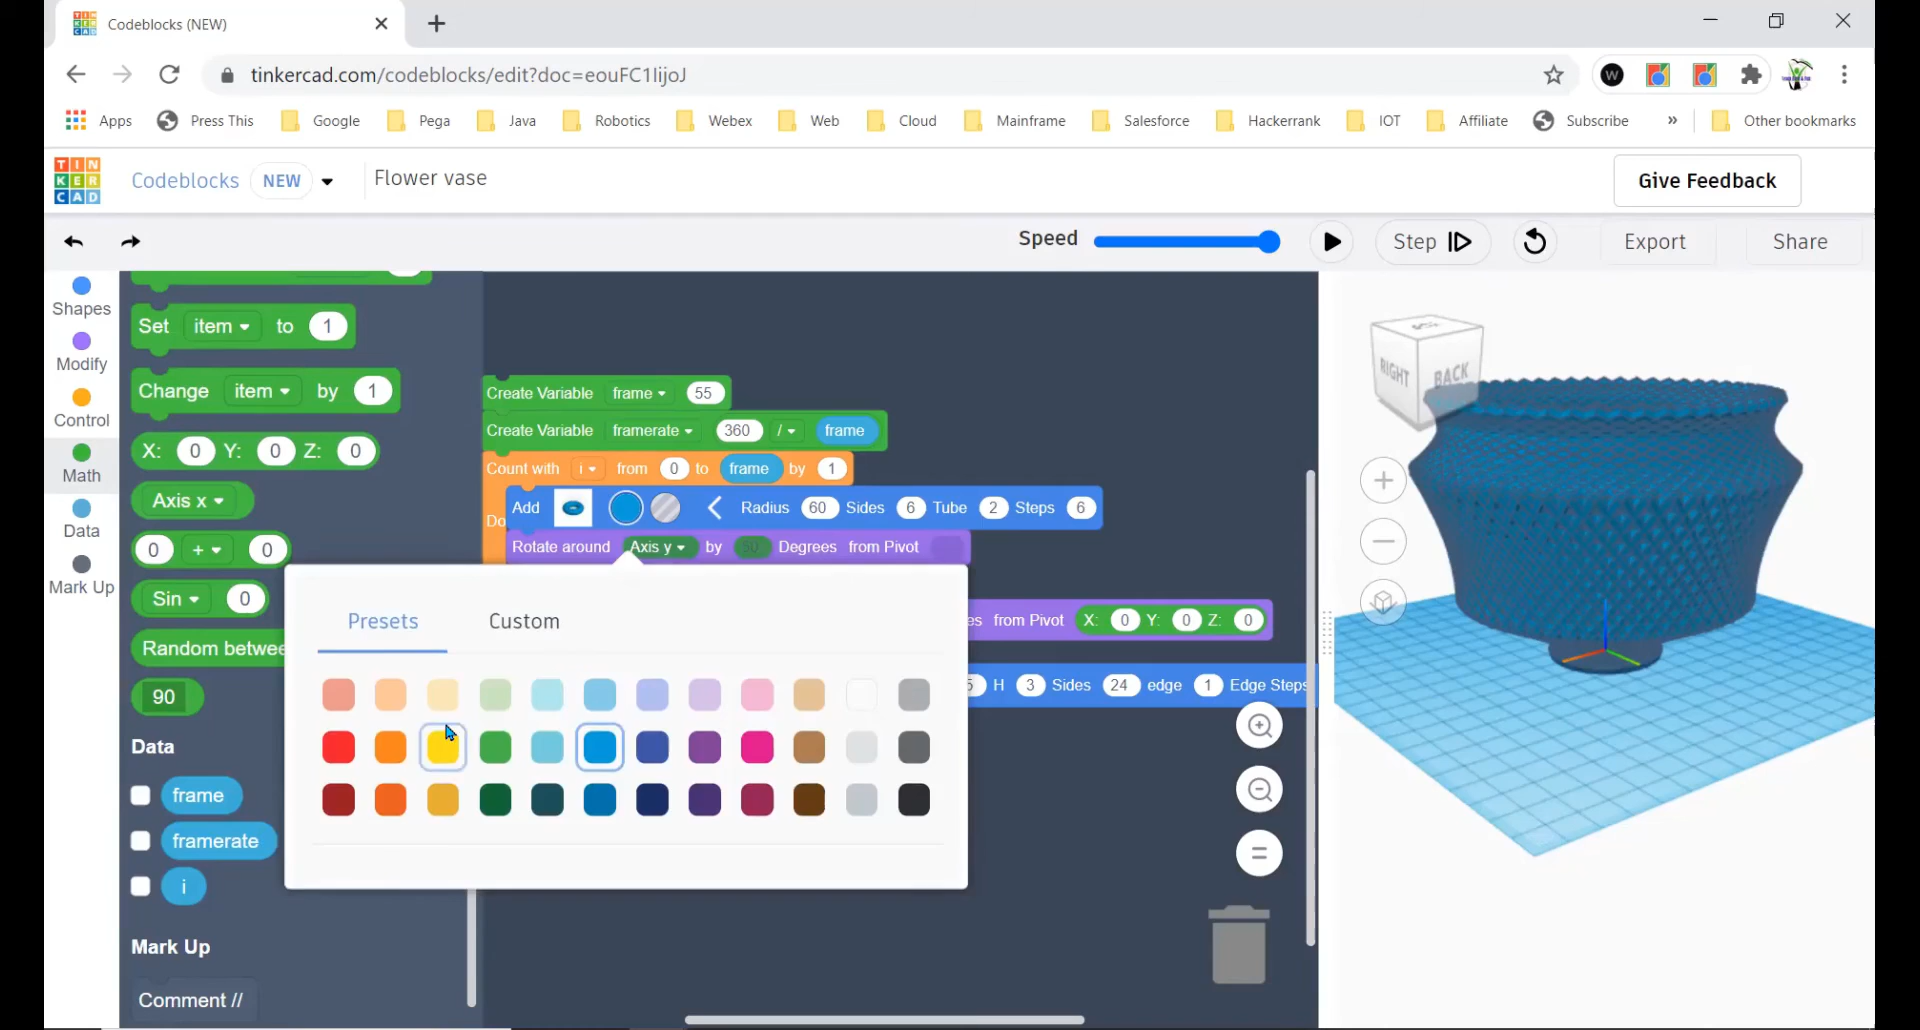 Codeblocks (NEW)
tinkercad.com/codeblocks/edit?doc=eouFC1IijoJ
W
Apps Press This Google Pega Java Robotics Webex Web Cloud Mainframe Salesforce Hackerrank IOT Affiliate Subscribe » Other bookmarks
TIN
KER
CAD
Codeblocks NEW Flower vase
Give Feedback
Speed Step Export Share
Shapes
Modify
Control
Math
Data
Mark Up
Set item to 1
Change item by 1
X: 0 Y: 0 Z: 0
Axis x
0 + 0
Sin 0
Random betwee
90
Data
frame
framerate
i
Mark Up
Comment //
Create Variable frame 55
Create Variable framerate 360 / frame
Count with i from 0 to frame by 1
Do
Add Radius 60 Sides 6 Tube 2 Steps 6
Rotate around Axis y by 50 Degrees from Pivot
es from Pivot X: 0 Y: 0 Z: 0
5 H 3 Sides 24 edge 1 Edge Steps
Presets Custom
RIGHT BACK